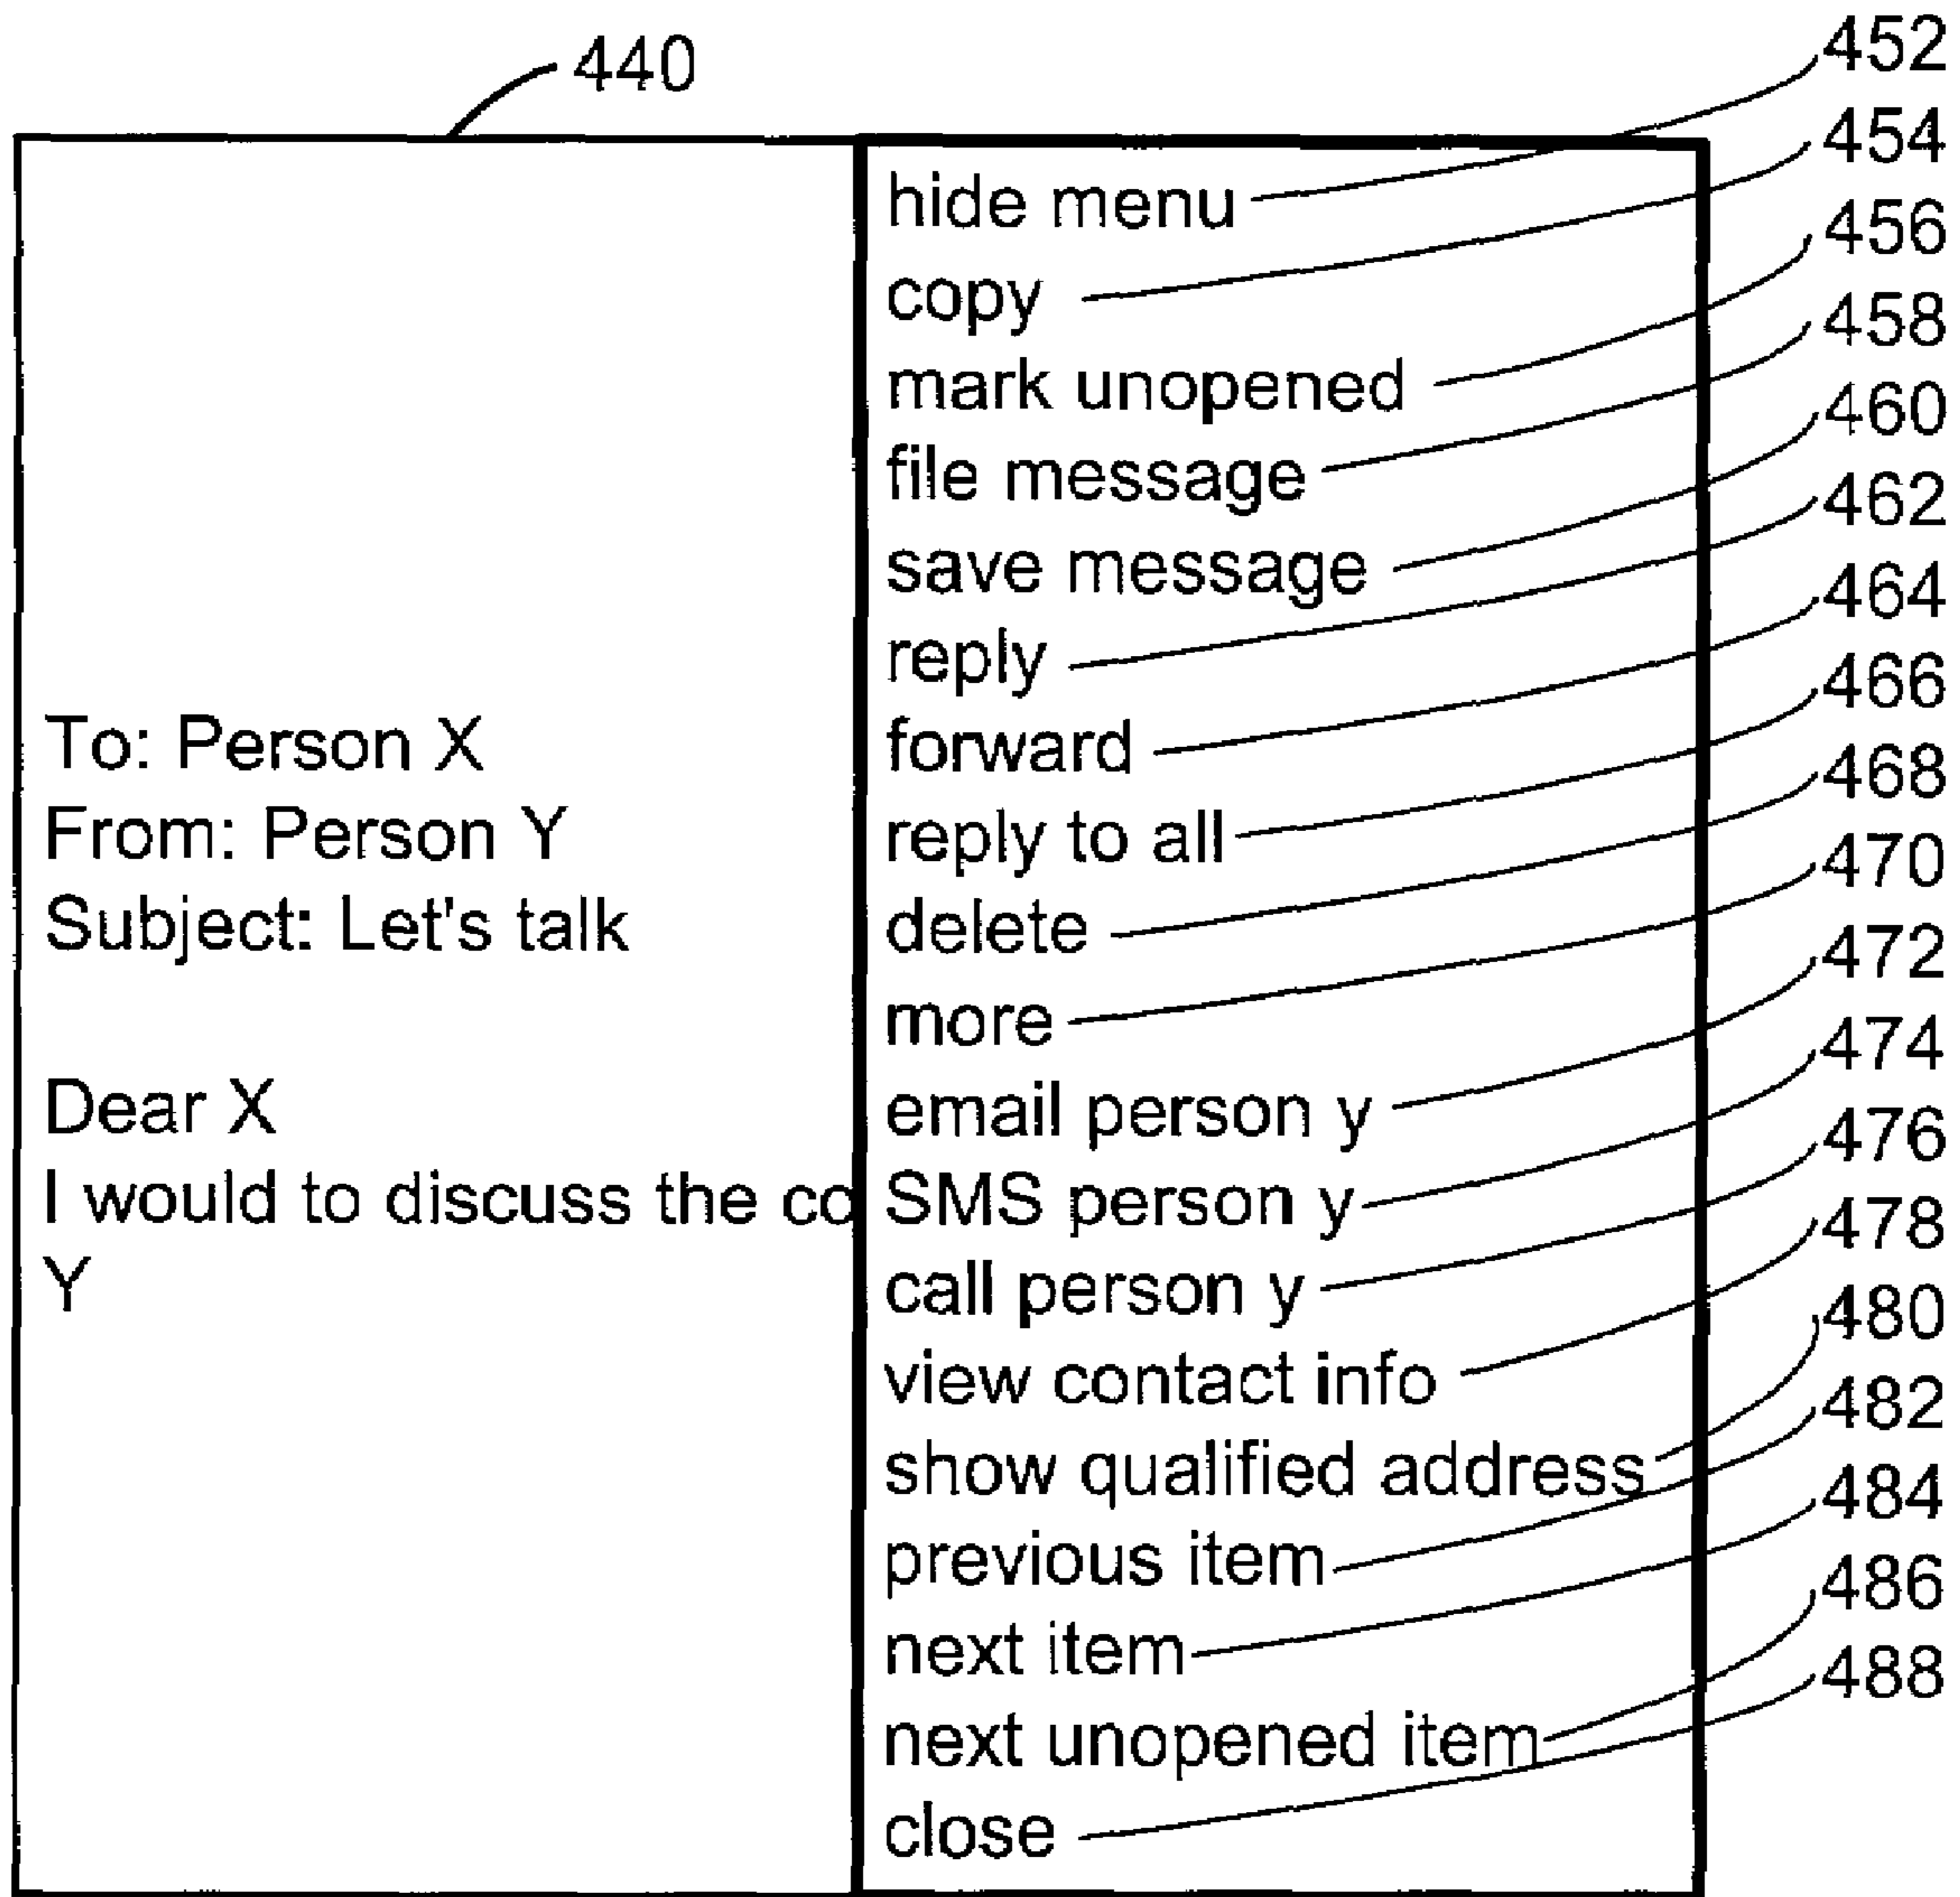 440
To: Person X
From: Person Y
Subject: Let's talk
Dear X
I would to discuss the co
Y
hide menu 452
copy 454
mark unopened 456
file message 458
save message 460
reply 462
forward 464
reply to all 466
delete 468
more 470
email person y 472
SMS person y 474
call person y 476
view contact info 478
show qualified address 480
previous item 482
next item 484
next unopened item 486
close 488